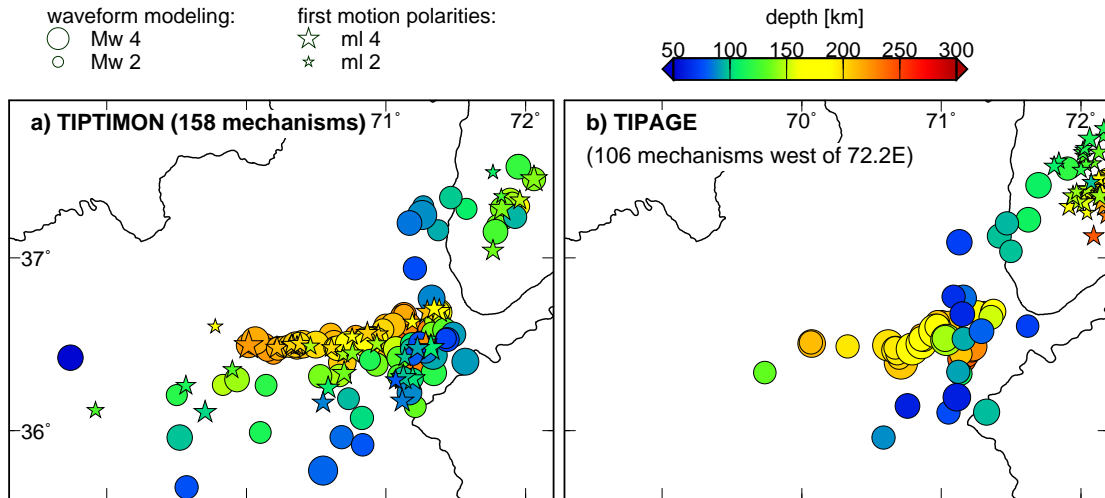 waveform modeling:
Mw 4
Mw 2
first motion polarities:
ml 4
ml 2
depth [km]
50 100 150 200 250 300
a) TIPTIMON (158 mechanisms)
71˚ 72˚
37˚
36˚
b) TIPAGE
(106 mechanisms west of 72.2E)
70˚ 71˚ 72˚